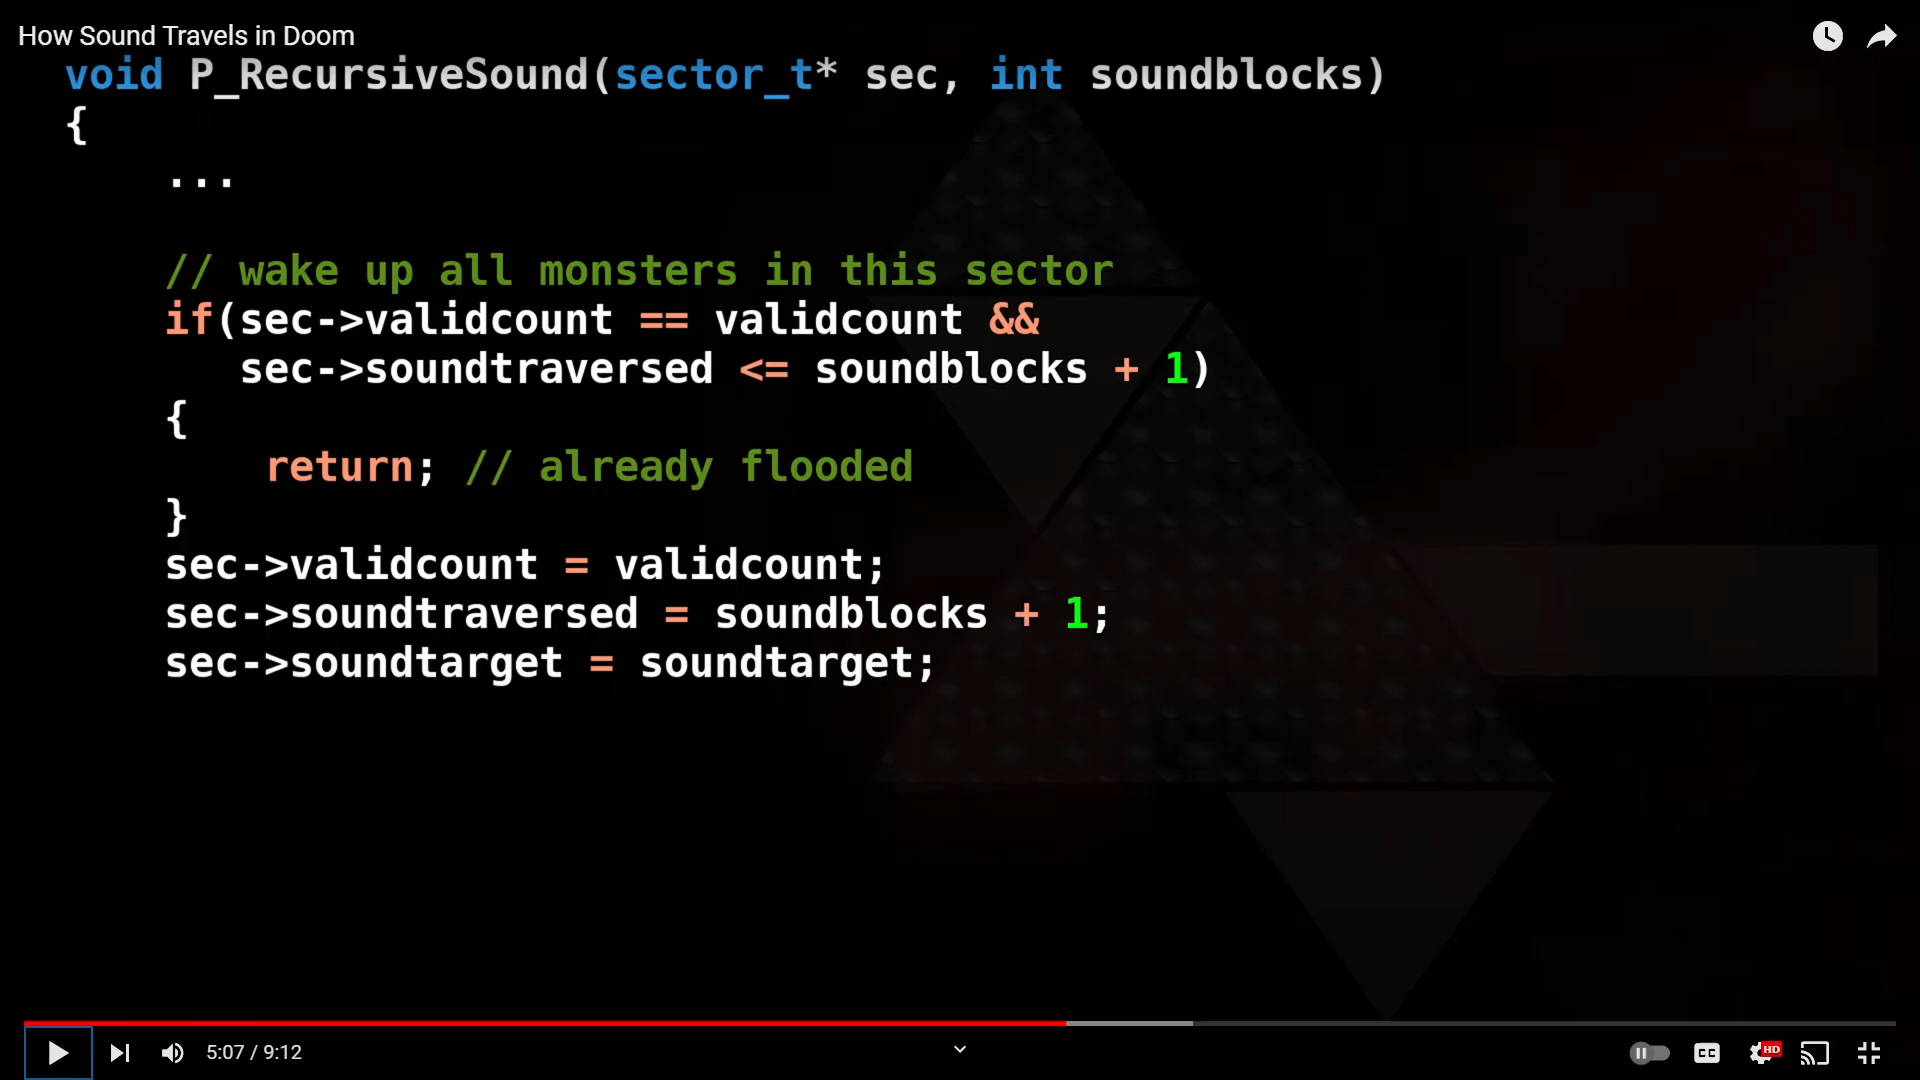 How Sound Travels in Doom
void P_RecursiveSound(sector_t* sec, int soundblocks)
{
...
// wake up all monsters in this sector
if(sec->validcount == validcount &&
sec->soundtraversed <= soundblocks + 1)
{
return; // already flooded
}
sec->validcount = validcount;
sec->soundtraversed = soundblocks + 1;
sec->soundtarget = soundtarget;
5:07 / 9:12
CC
HD